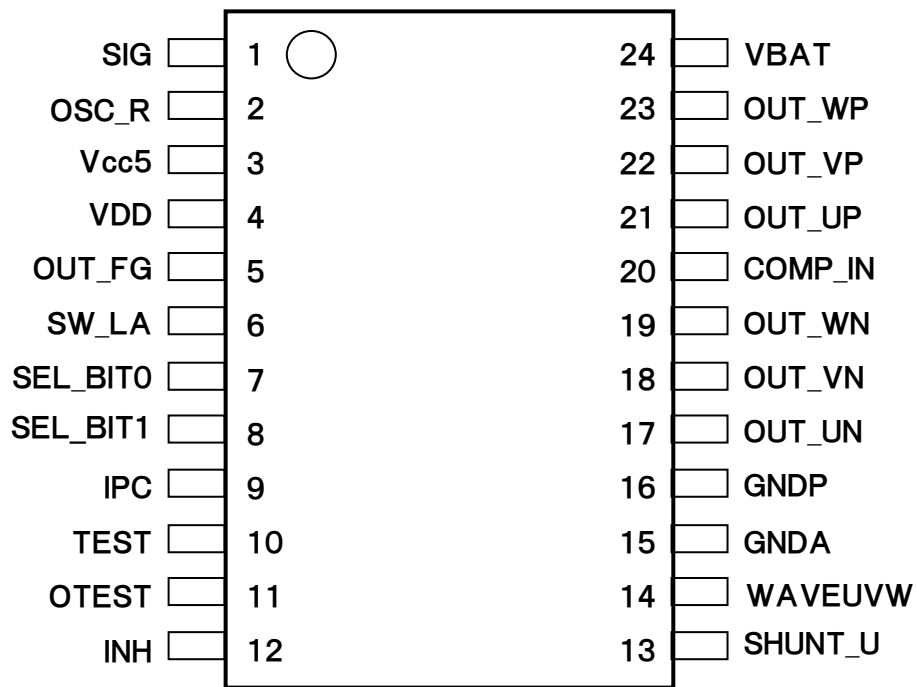 SIG 1 24 VBAT
OSC_R 2 23 OUT_WP
Vcc5 3 22 OUT_VP
VDD 4 21 OUT_UP
OUT_FG 5 20 COMP_IN
SW_LA 6 19 OUT_WN
SEL_BIT0 7 18 OUT_VN
SEL_BIT1 8 17 OUT_UN
IPC 9 16 GNDP
TEST 10 15 GNDA
OTEST 11 14 WAVEUVW
INH 12 13 SHUNT_U